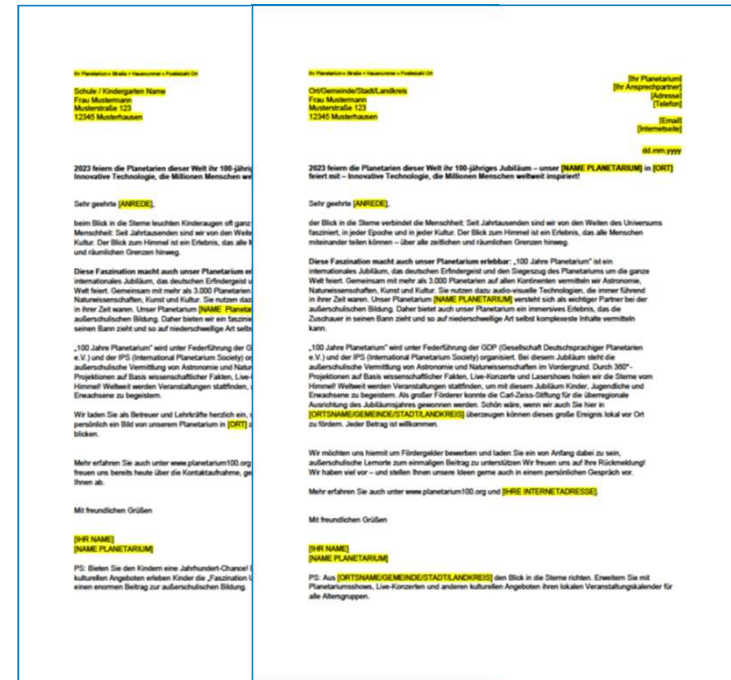 Ihr Planetarium • Straße + Hausnummer • Postleitzahl Ort
Schule / Kindergarten Name
Frau Mustermann
Musterstraße 123
12345 Musterhausen
2023 feiern die Planetarien dieser Welt ihr 100-jährig
Innovative Technologie, die Millionen Menschen we
Sehr geehrte [ANREDE],
beim Blick in die Sterne leuchten Kinderaugen oft ganz
Menschheit: Seit Jahrtausenden sind wir von den Weite
Kultur. Der Blick zum Himmel ist ein Erlebnis, das alle M
und räumlichen Grenzen hinweg.
Diese Faszination macht auch unser Planetarium er
internationales Jubiläum, das deutschen Erfindergeist und
Welt feiert. Gemeinsam mit mehr als 3.000 Planetarien
Naturwissenschaften, Kunst und Kultur. Sie nutzen daz
in ihrer Zeit waren. Unser Planetarium [NAME Planeta
außerschulischen Bildung. Daher bieten wir ein faszinie
seinen Bann zieht und so auf niederschwellige Art selb
„100 Jahre Planetarium" wird unter Federführung der G
e.V.) und der IPS (International Planetarium Society) or
außerschulische Vermittlung von Astronomie und Natur
Projektionen auf Basis wissenschaftlicher Fakten, Live-
Himmel! Weltweit werden Veranstaltungen stattfinden,
Erwachsene zu begeistern.
Wir laden Sie als Betreuer und Lehrkräfte herzlich ein,
persönlich ein Bild von unserem Planetarium in [ORT] z
blicken.
Mehr erfahren Sie auch unter www.planetarium100.org
freuen uns bereits heute über die Kontaktaufnahme, ge
Ihnen ab.
Mit freundlichen Grüßen
[IHR NAME]
[NAME PLANETARIUM]
PS: Bieten Sie den Kindern eine Jahrhundert-Chance!
kulturellen Angeboten erleben Kinder die „Faszination
einen enormen Beitrag zur außerschulischen Bildung.
Ihr Planetarium • Straße + Hausnummer • Postleitzahl Ort
[Ihr Planetarium]
[Ihr Ansprechpartner]
[Adresse]
[Telefon]
[Email]
[Internetseite]
Ort/Gemeinde/Stadt/Landkreis
Frau Mustermann
Musterstraße 123
12345 Musterhausen
dd.mm.yyyy
2023 feiern die Planetarien dieser Welt ihr 100-jähriges Jubiläum – unser [NAME PLANETARIUM] in [ORT]
feiert mit – Innovative Technologie, die Millionen Menschen weltweit inspiriert!
Sehr geehrte [ANREDE],
der Blick in die Sterne verbindet die Menschheit: Seit Jahrtausenden sind wir von den Weiten des Universums
fasziniert, in jeder Epoche und in jeder Kultur. Der Blick zum Himmel ist ein Erlebnis, das alle Menschen
miteinander teilen können – über alle zeitlichen und räumlichen Grenzen hinweg.
Diese Faszination macht auch unser Planetarium erlebbar: „100 Jahre Planetarium" ist ein
internationales Jubiläum, das deutschen Erfindergeist und den Siegeszug des Planetariums um die ganze
Welt feiert. Gemeinsam mit mehr als 3.000 Planetarien auf allen Kontinenten vermitteln wir Astronomie,
Naturwissenschaften, Kunst und Kultur. Sie nutzen dazu audio-visuelle Technologien, die immer führend
in ihrer Zeit waren. Unser Planetarium [NAME PLANETARIUM] versteht sich als wichtiger Partner bei der
außerschulischen Bildung. Daher bietet auch unser Planetarium ein immersives Erlebnis, das die
Zuschauer in seinen Bann zieht und so auf niederschwellige Art selbst komplexeste Inhalte vermitteln
kann.
„100 Jahre Planetarium" wird unter Federführung der GDP (Gesellschaft Deutschsprachiger Planetarien
e.V.) und der IPS (International Planetarium Society) organisiert. Bei diesem Jubiläum steht die
außerschulische Vermittlung von Astronomie und Naturwissenschaften im Vordergrund. Durch 360°-
Projektionen auf Basis wissenschaftlicher Fakten, Live-Konzerte und Lasershows holen wir die Sterne vom
Himmel! Weltweit werden Veranstaltungen stattfinden, um mit diesem Jubiläum Kinder, Jugendliche und
Erwachsene zu begeistern. Als großer Förderer konnte die Carl-Zeiss-Stiftung für die überregionale
Ausrichtung des Jubiläumsjahres gewonnen werden. Schön wäre, wenn wir auch Sie hier in
[ORTSNAME/GEMEINDE/STADT/LANDKREIS] überzeugen können dieses große Ereignis lokal vor Ort
zu fördern. Jeder Betrag ist willkommen.
Wir möchten uns hiermit um Fördergelder bewerben und laden Sie ein von Anfang dabei zu sein,
außerschulische Lernorte zum einmaligen Beitrag zu unterstützen Wir freuen uns auf Ihre Rückmeldung!
Wir haben viel vor – und stellen Ihnen unsere Ideen gerne auch in einem persönlichen Gespräch vor.
Mehr erfahren Sie auch unter www.planetarium100.org und [IHRE INTERNETADRESSE].
Mit freundlichen Grüßen
[IHR NAME]
[NAME PLANETARIUM]
PS: Aus [ORTSNAME/GEMEINDE/STADT/LANDKREIS] den Blick in die Sterne richten. Erweitern Sie mit
Planetariumsshows, Live-Konzerten und anderen kulturellen Angeboten ihren lokalen Veranstaltungskalender für
alle Altersgruppen.